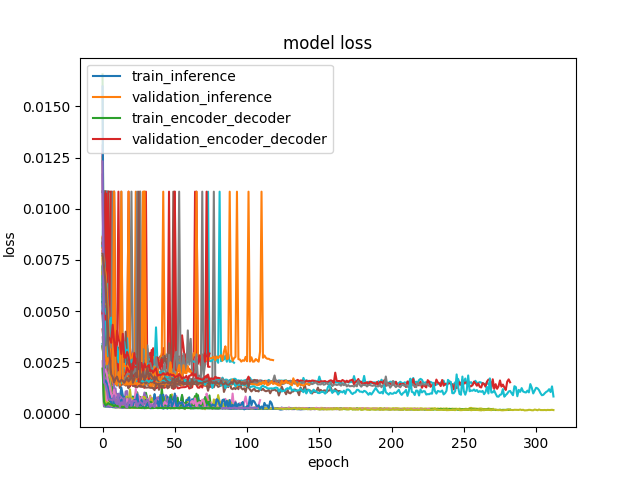 model loss
train_inference
validation_inference
train_encoder_decoder
validation_encoder_decoder
0.0150
0.0125
0.0100
0.0075
0.0050
0.0025
0.0000
loss
0 50 100 150 200 250 300
epoch